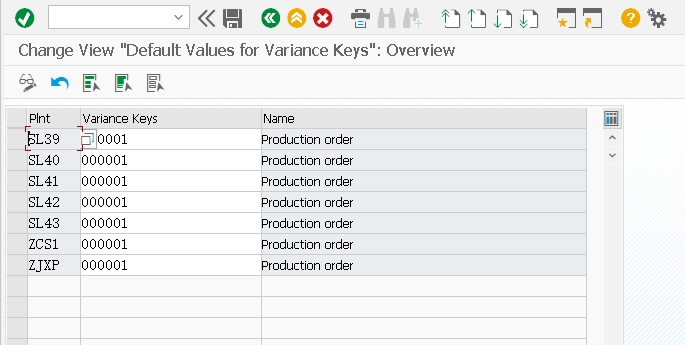 Change View "Default Values for Variance Keys": Overview
Plnt Variance Keys Name
SL39 0001 Production order
SL40 000001 Production order
SL41 000001 Production order
SL42 000001 Production order
SL43 000001 Production order
ZCS1 000001 Production order
ZJXP 000001 Production order